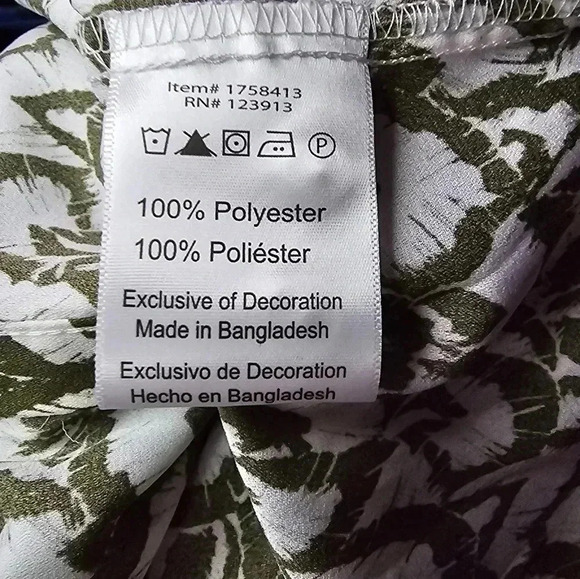 Item# 1758413
RN# 123913
P
100% Polyester
100% Poliéster
Exclusive of Decoration
Made in Bangladesh
Exclusivo de Decoration
Hecho en Bangladesh